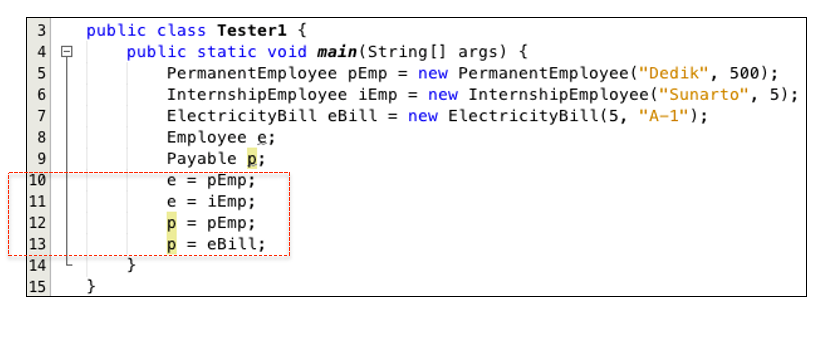 3 public class Tester1 {
4 public static void main(String[] args) {
5 PermanentEmployee pEmp = new PermanentEmployee("Dedik", 500);
6 InternshipEmployee iEmp = new InternshipEmployee("Sunarto", 5);
7 ElectricityBill eBill = new ElectricityBill(5, "A-1");
8 Employee e;
9 Payable p;
10 e = pEmp;
11 e = iEmp;
12 p = pEmp;
13 p = eBill;
14 }
15 }